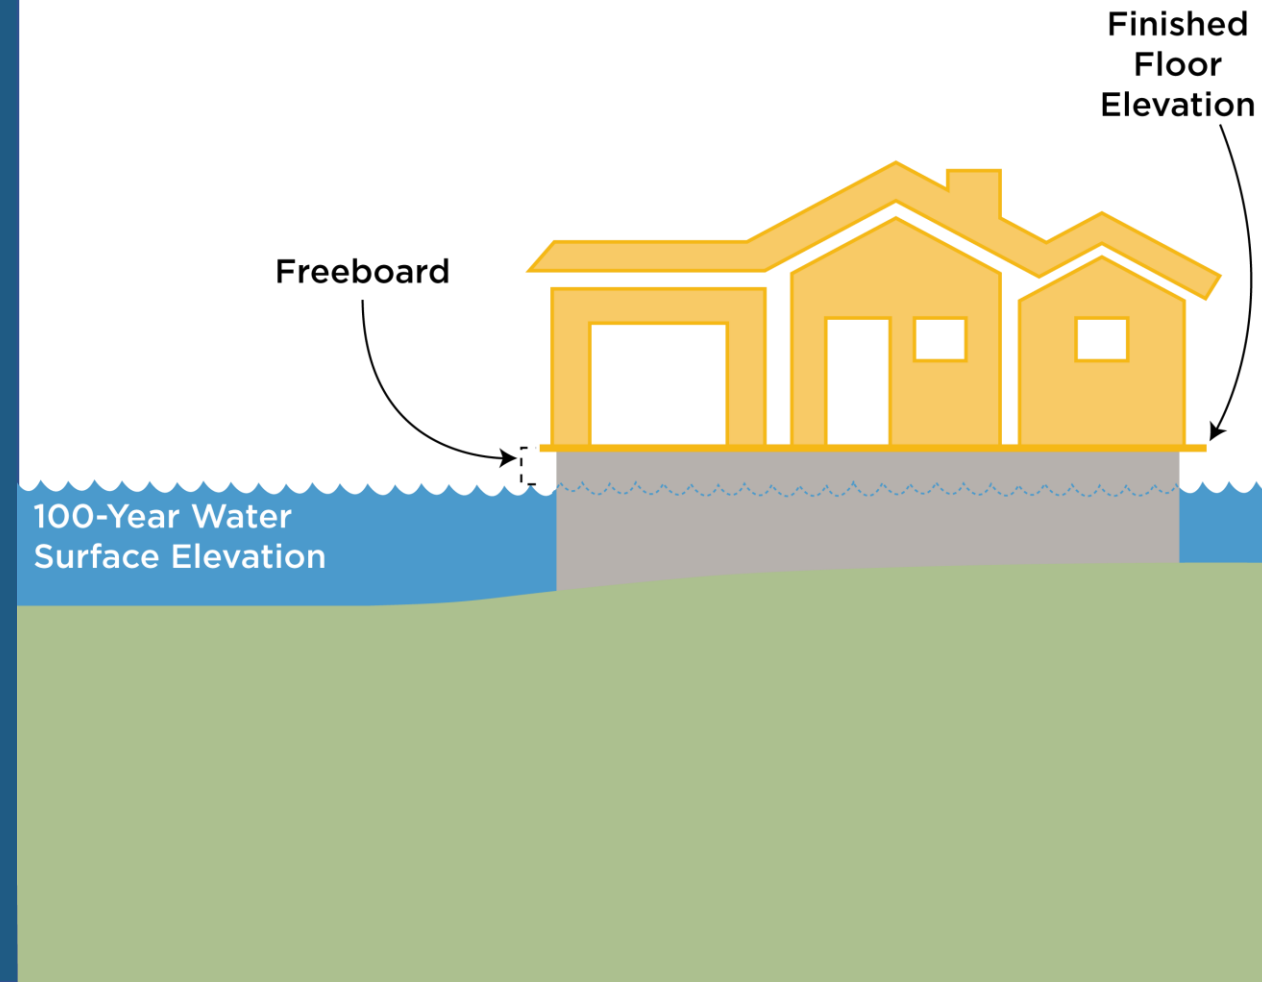 Finished
Floor
Elevation
Freeboard
100-Year Water
Surface Elevation